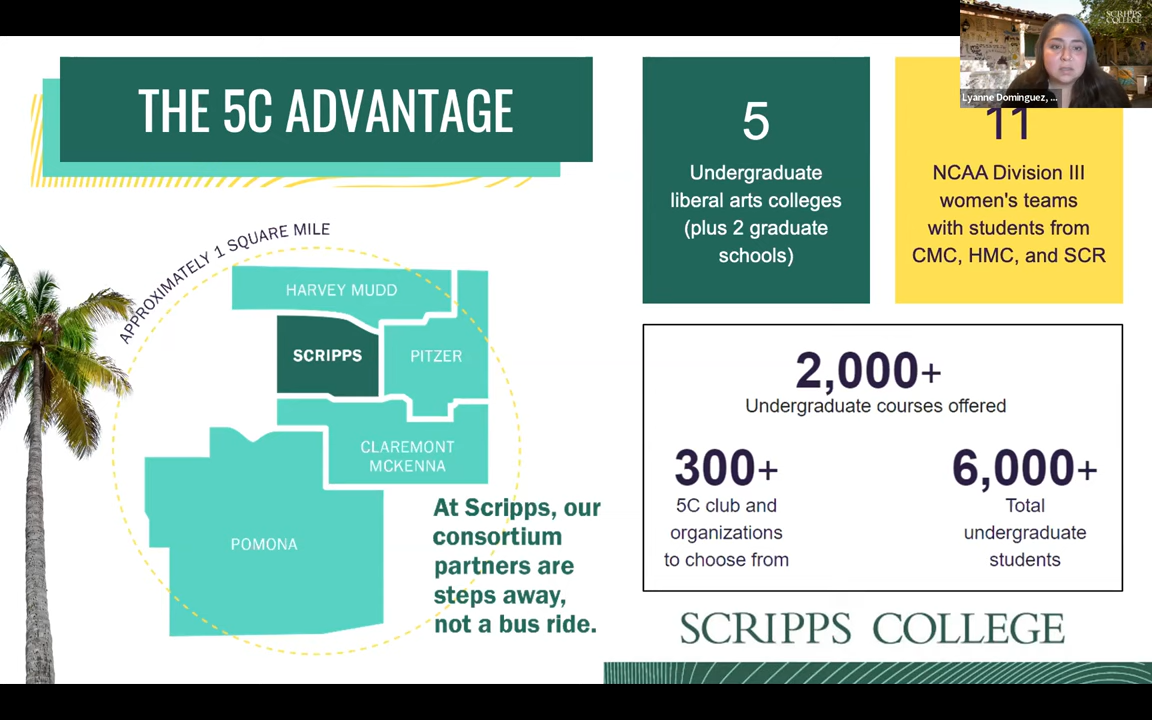 SCRIPPS
COLLEGE
Lyanne Dominguez, ...
THE 5C ADVANTAGE
APPROXIMATELY 1 SQUARE MILE
HARVEY MUDD
SCRIPPS
PITZER
CLAREMONT
MCKENNA
POMONA
At Scripps, our
consortium
partners are
steps away,
not a bus ride.
5
Undergraduate
liberal arts colleges
(plus 2 graduate
schools)
11
NCAA Division III
women's teams
with students from
CMC, HMC, and SCR
2,000+
Undergraduate courses offered
300+
5C club and
organizations
to choose from
6,000+
Total
undergraduate
students
SCRIPPS COLLEGE